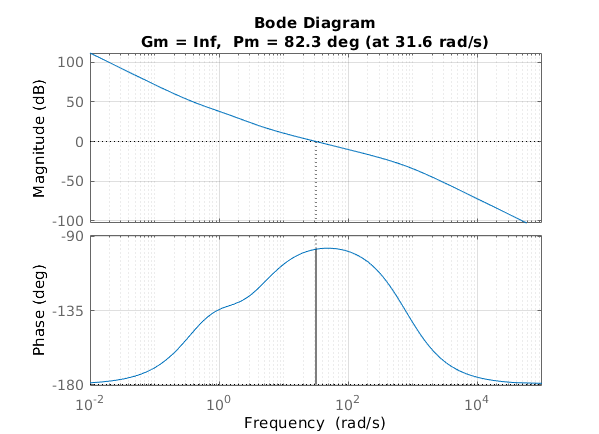 Bode Diagram
Gm = Inf,  Pm = 82.3 deg (at 31.6 rad/s)
Magnitude (dB)
100
50
0
-50
-100
Phase (deg)
-90
-135
-180
10^-2
10^0
10^2
10^4
Frequency  (rad/s)